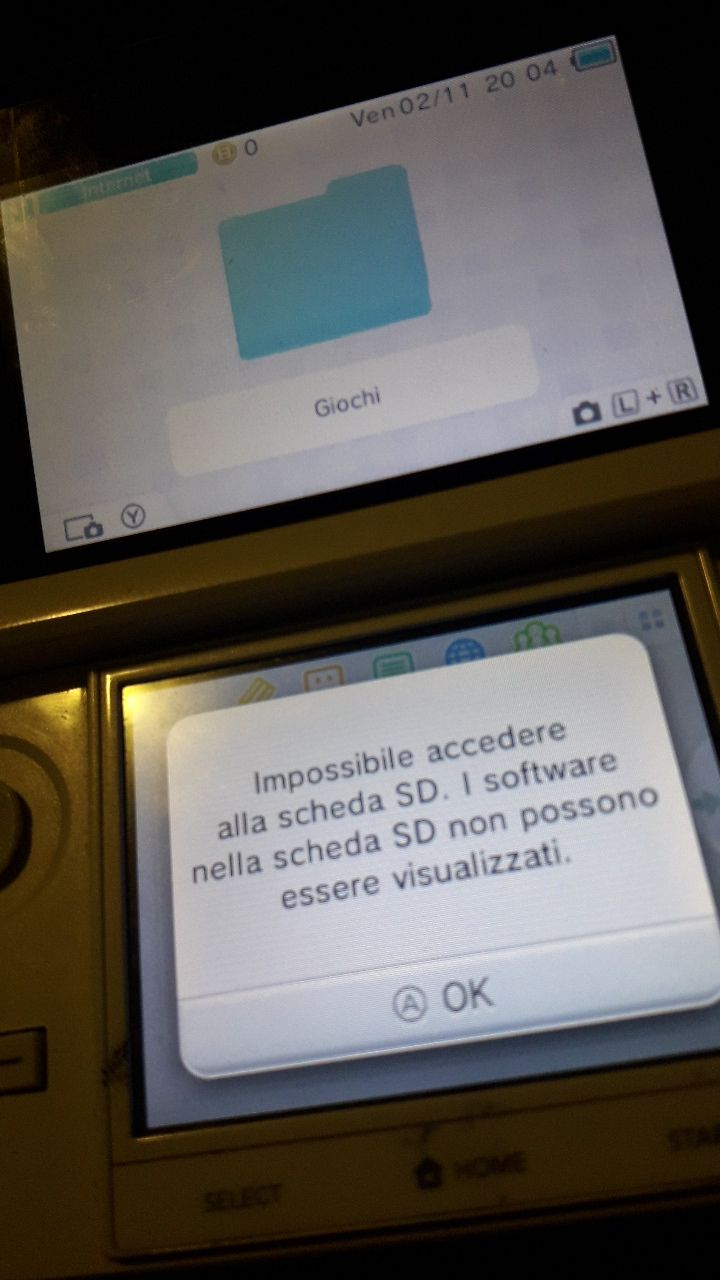 Internet
0
Ven 02/11 20 04
Giochi
L + R
Y
Impossibile accedere
alla scheda SD. I software
nella scheda SD non possono
essere visualizzati.
A OK
SELECT
HOME